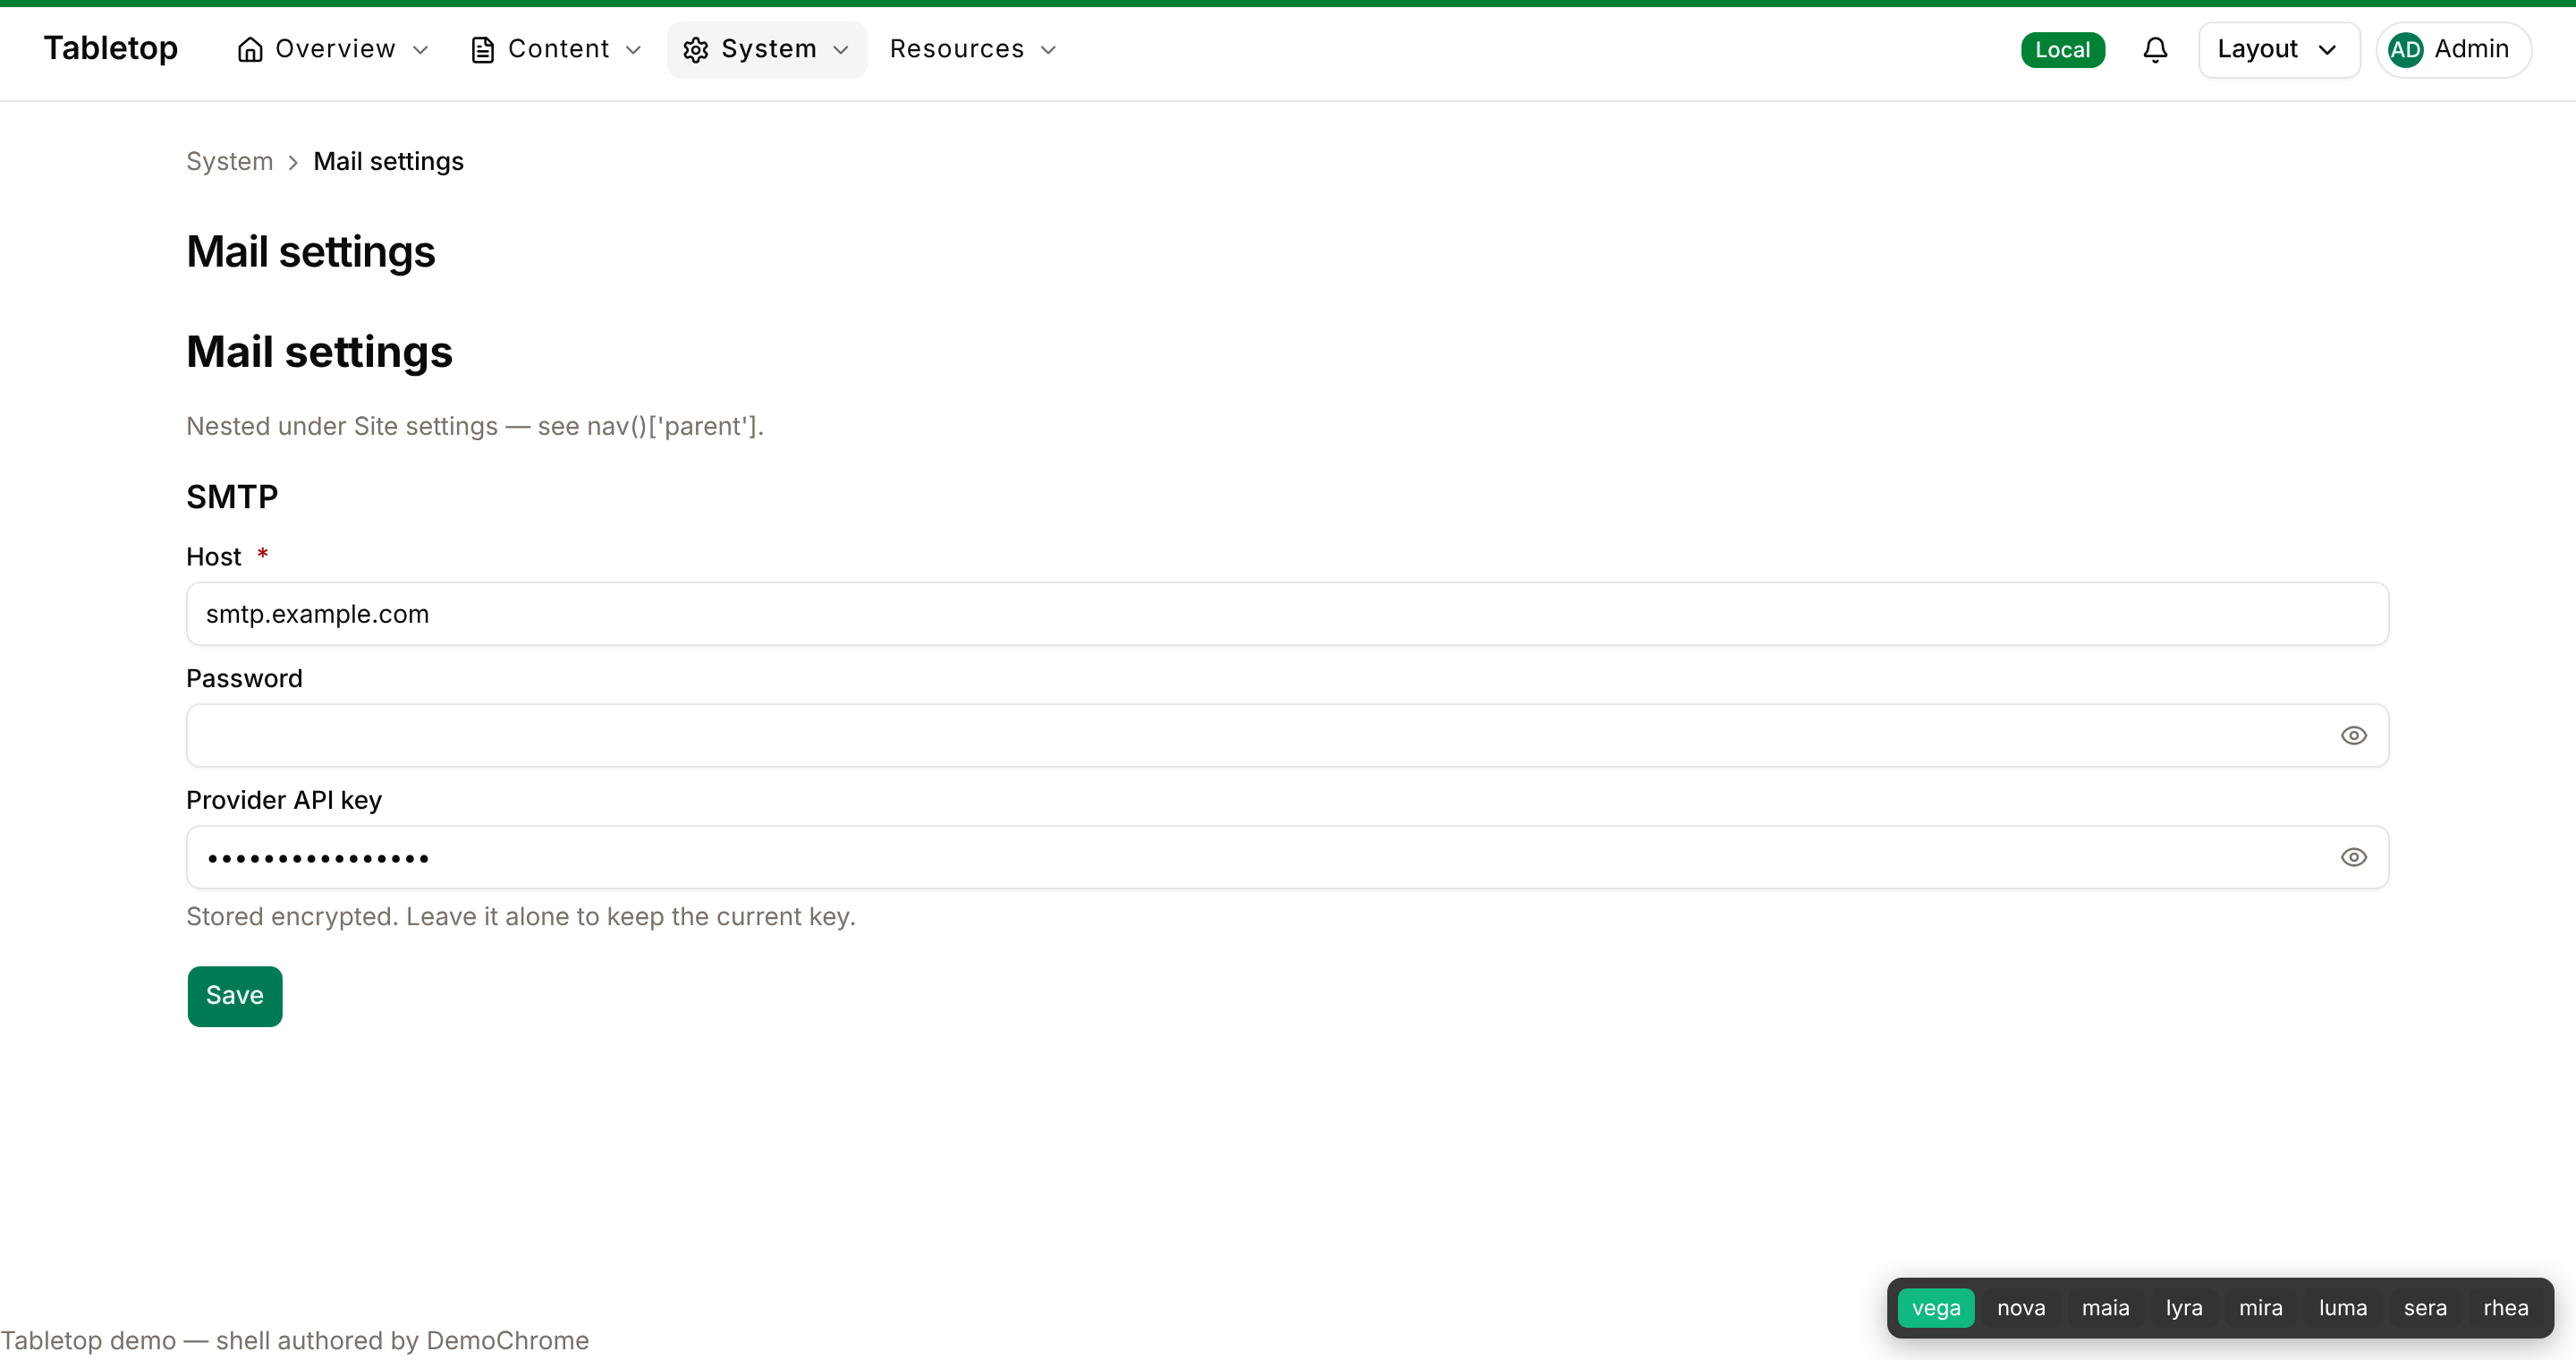 Tabletop Overview Content System Resources Local Layout AD Admin
System > Mail settings
Mail settings
Mail settings
Nested under Site settings — see nav()['parent'].
SMTP
Host *
smtp.example.com
Password
Provider API key
••••••••••••••••
Stored encrypted. Leave it alone to keep the current key.
Save
vega nova maia lyra mira luma sera rhea
Tabletop demo — shell authored by DemoChrome